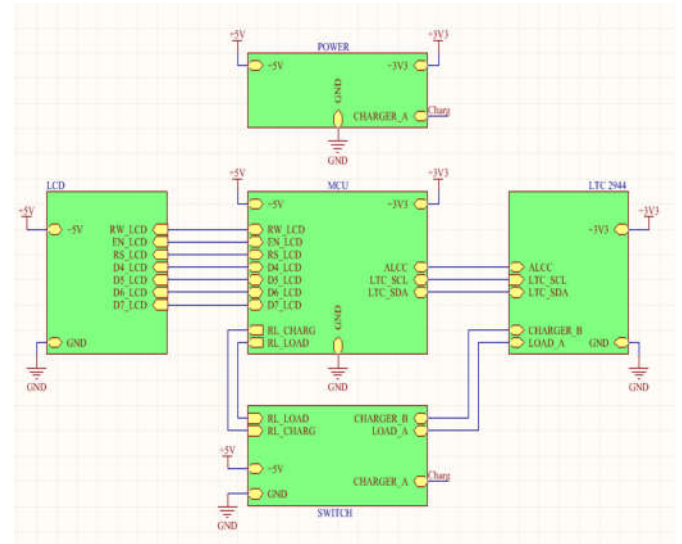 +5V
+3V3
POWER
+5V
+3V3
GND
CHARGER_A
Charg
GND
LCD
+5V
+5V
RW_LCD
EN_LCD
RS_LCD
D4_LCD
D5_LCD
D6_LCD
D7_LCD
GND
GND
+5V
MCU
+3V3
+5V
+3V3
RW_LCD
EN_LCD
RS_LCD
D4_LCD
D5_LCD
D6_LCD
D7_LCD
ALCC
LTC_SCL
LTC_SDA
RL_CHARG
RL_LOAD
GND
GND
LTC 2944
+3V3
+3V3
ALCC
LTC_SCL
LTC_SDA
CHARGER_B
LOAD_A
GND
GND
RL_LOAD
RL_CHARG
CHARGER_B
LOAD_A
+5V
+5V
CHARGER_A
Charg
GND
GND
SWITCH